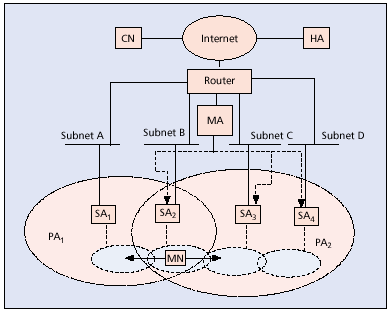 CN
Internet
HA
Router
MA
Subnet A
Subnet B
Subnet C
Subnet D
SA1
SA2
SA3
SA4
PA1
PA2
MN